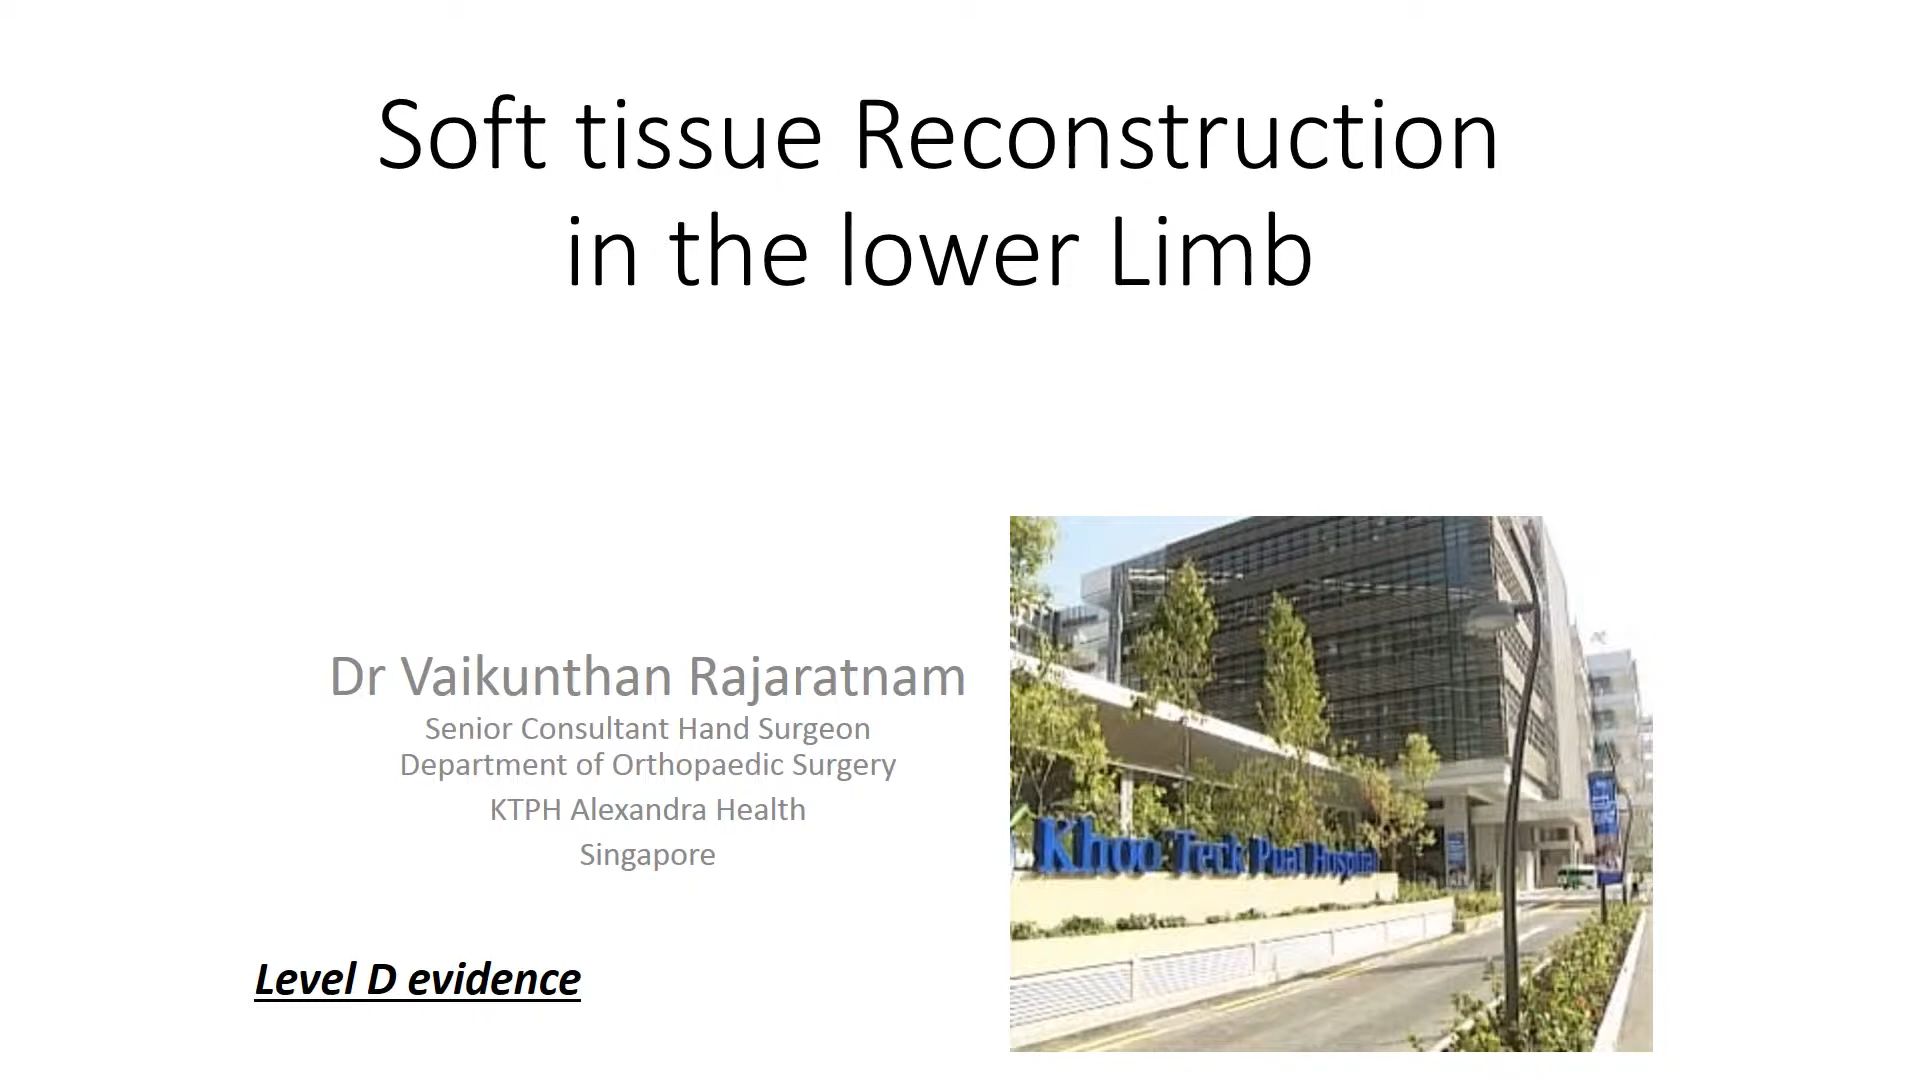 Soft tissue Reconstruction
in the lower Limb
Dr Vaikunthan Rajaratnam
Senior Consultant Hand Surgeon
Department of Orthopaedic Surgery
KTPH Alexandra Health
Singapore
Level D evidence
Khoo Teck Puat Hospital